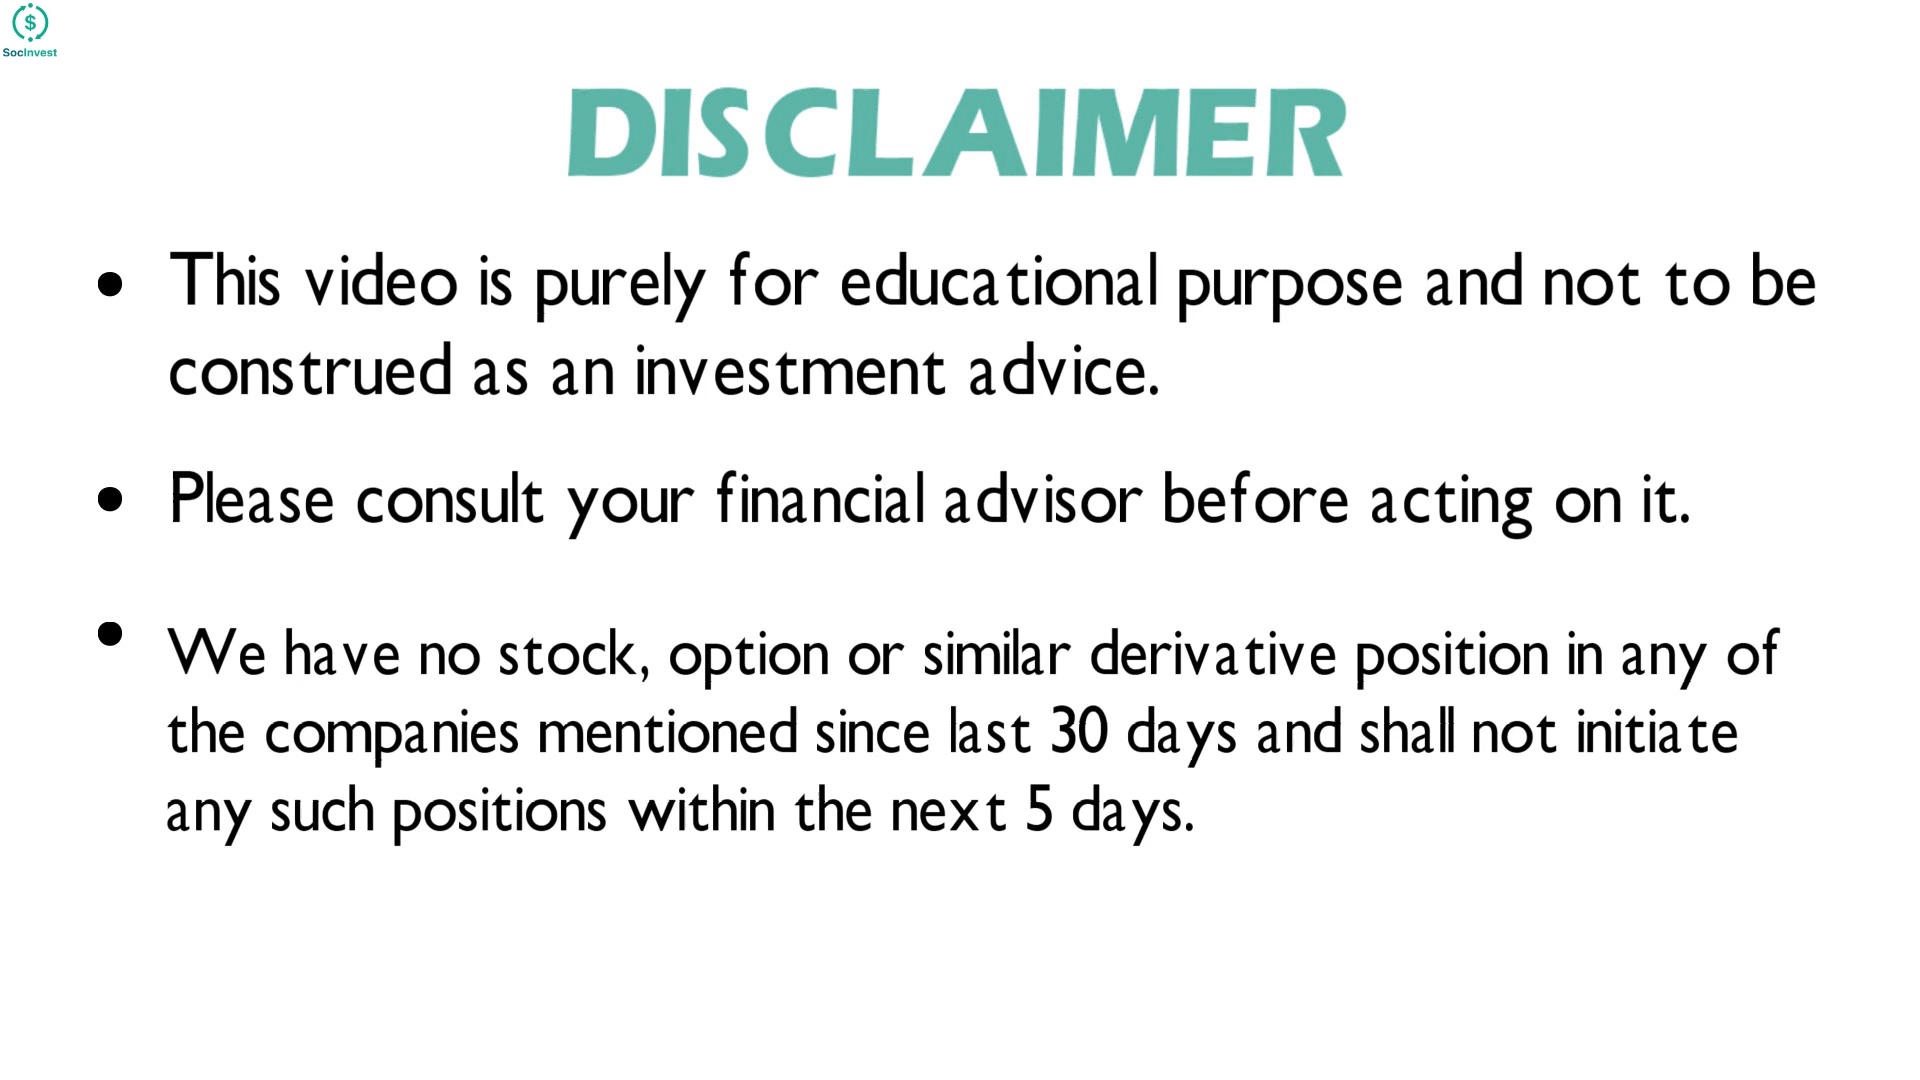 $
SocInvest
DISCLAIMER
• This video is purely for educational purpose and not to be
construed as an investment advice.
• Please consult your financial advisor before acting on it.
• We have no stock, option or similar derivative position in any of
the companies mentioned since last 30 days and shall not initiate
any such positions within the next 5 days.